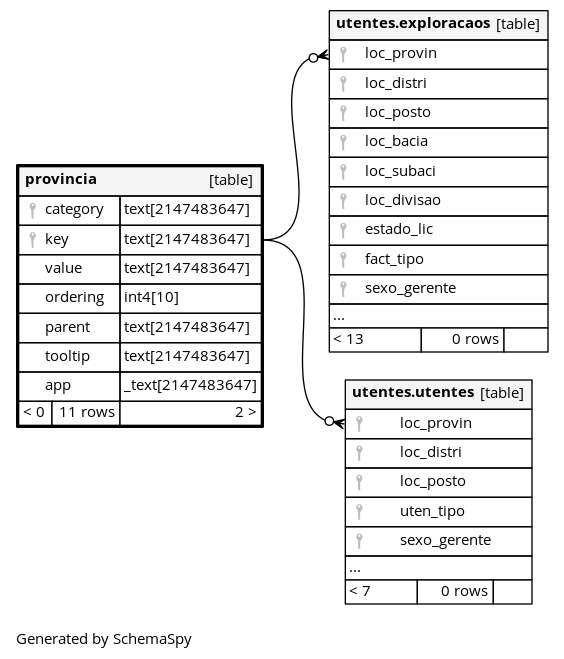 utentes.exploracaos [table]
loc_provin
loc_distri
loc_posto
loc_bacia
loc_subaci
loc_divisao
estado_lic
fact_tipo
sexo_gerente
...
< 13 0 rows
provincia [table]
category text[2147483647]
key text[2147483647]
value text[2147483647]
ordering int4[10]
parent text[2147483647]
tooltip text[2147483647]
app _text[2147483647]
< 0 11 rows 2 >
utentes.utentes [table]
loc_provin
loc_distri
loc_posto
uten_tipo
sexo_gerente
...
< 7 0 rows
Generated by SchemaSpy